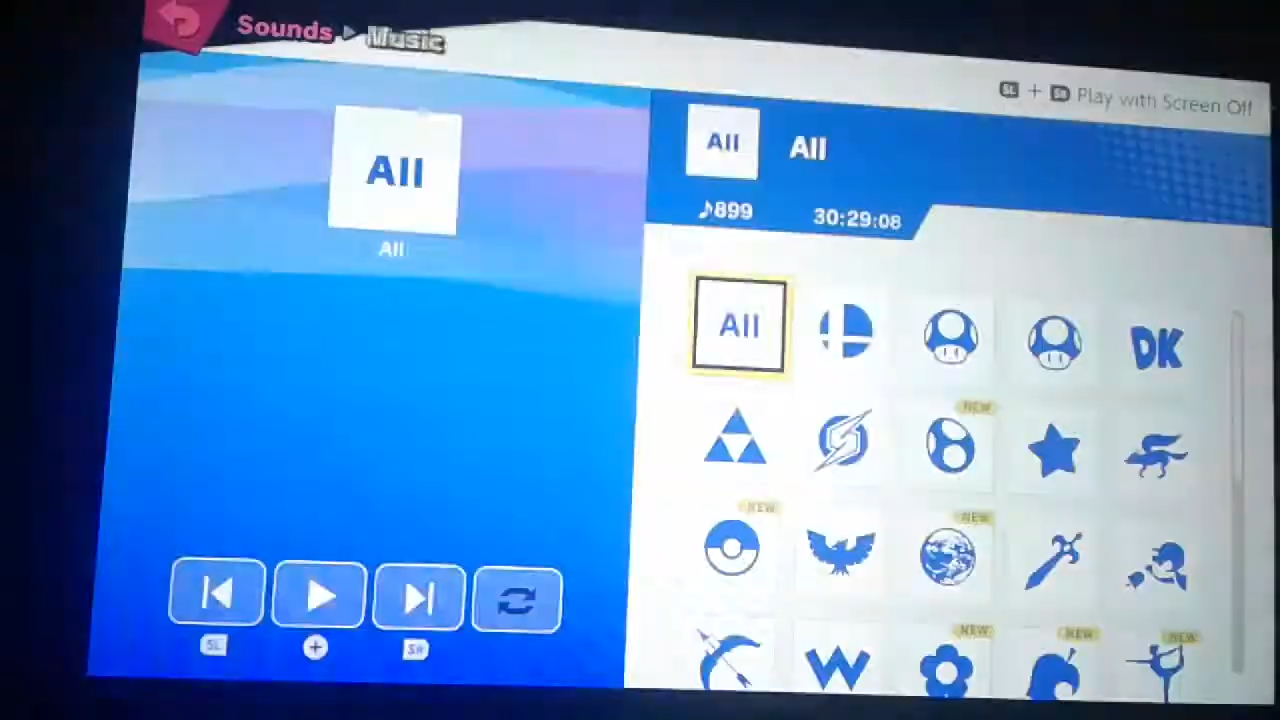 Sounds ▸ Music
SL + SR Play with Screen Off
All
All
All
All
♪899 30:29:08
All
DK
NEW
NEW
NEW
NEW
NEW
NEW
W
SL + SR